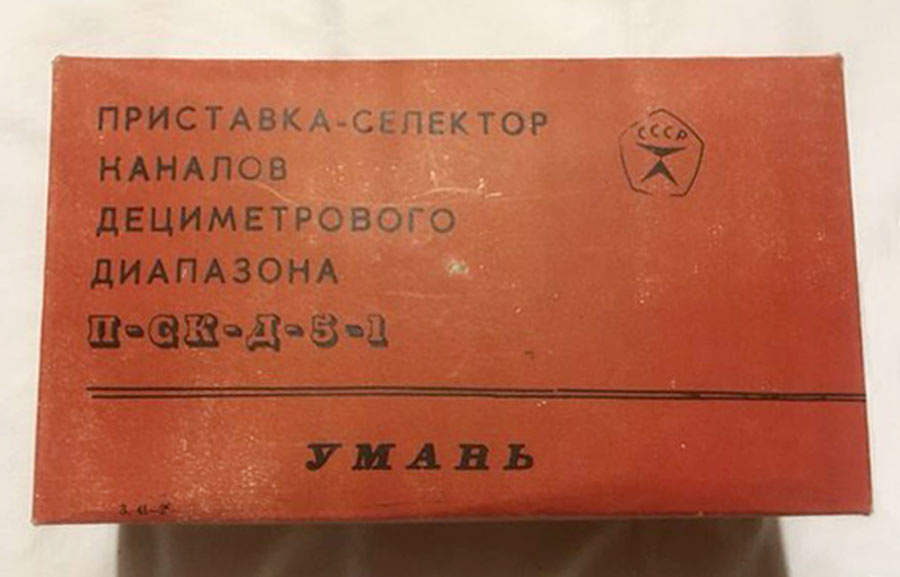 ПРИСТАВКА-СЕЛЕКТОР
СССР
КАНАЛОВ
ДЕЦИМЕТРОВОГО
ДИАПАЗОНА
П-СК-Д-5-1
УМАНЬ